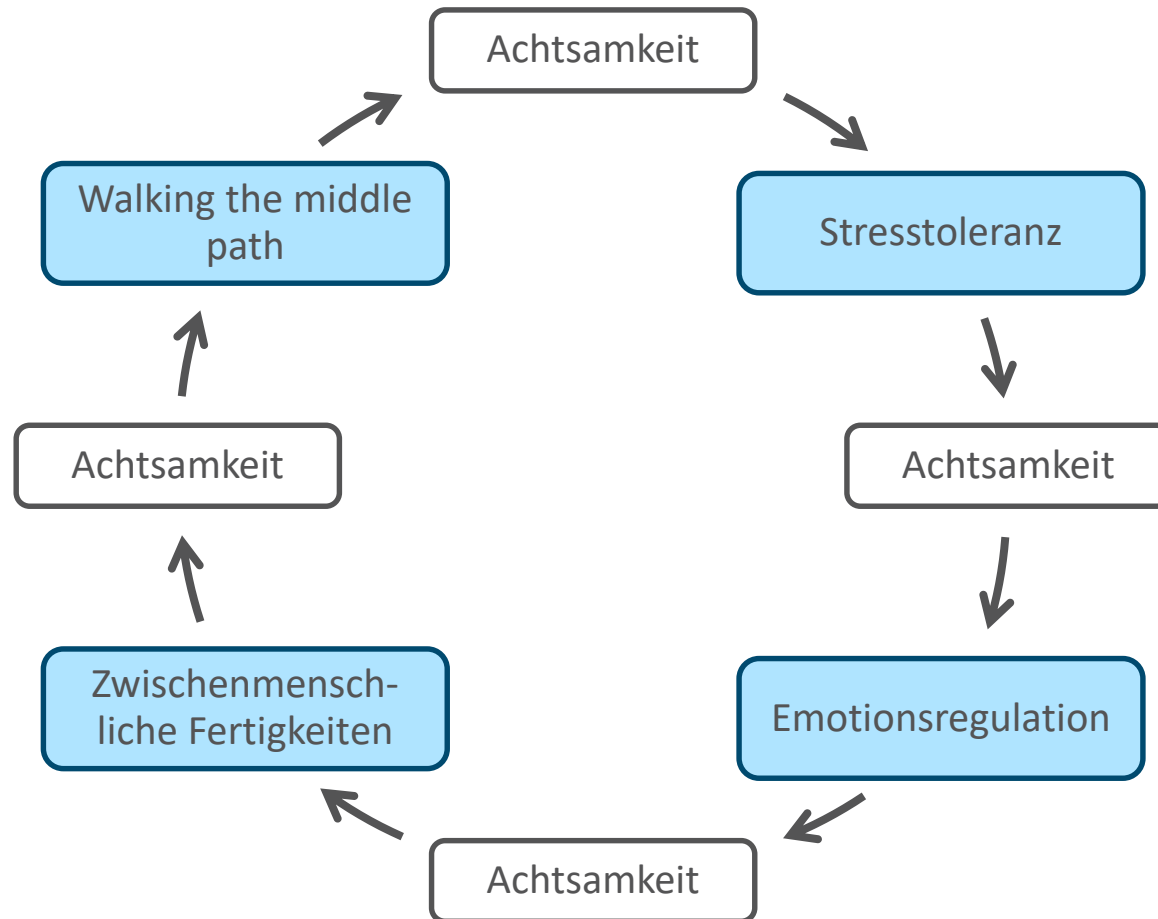 Achtsamkeit
Walking the middle
path
Stresstoleranz
Achtsamkeit
Achtsamkeit
Zwischenmensch-
liche Fertigkeiten
Emotionsregulation
Achtsamkeit